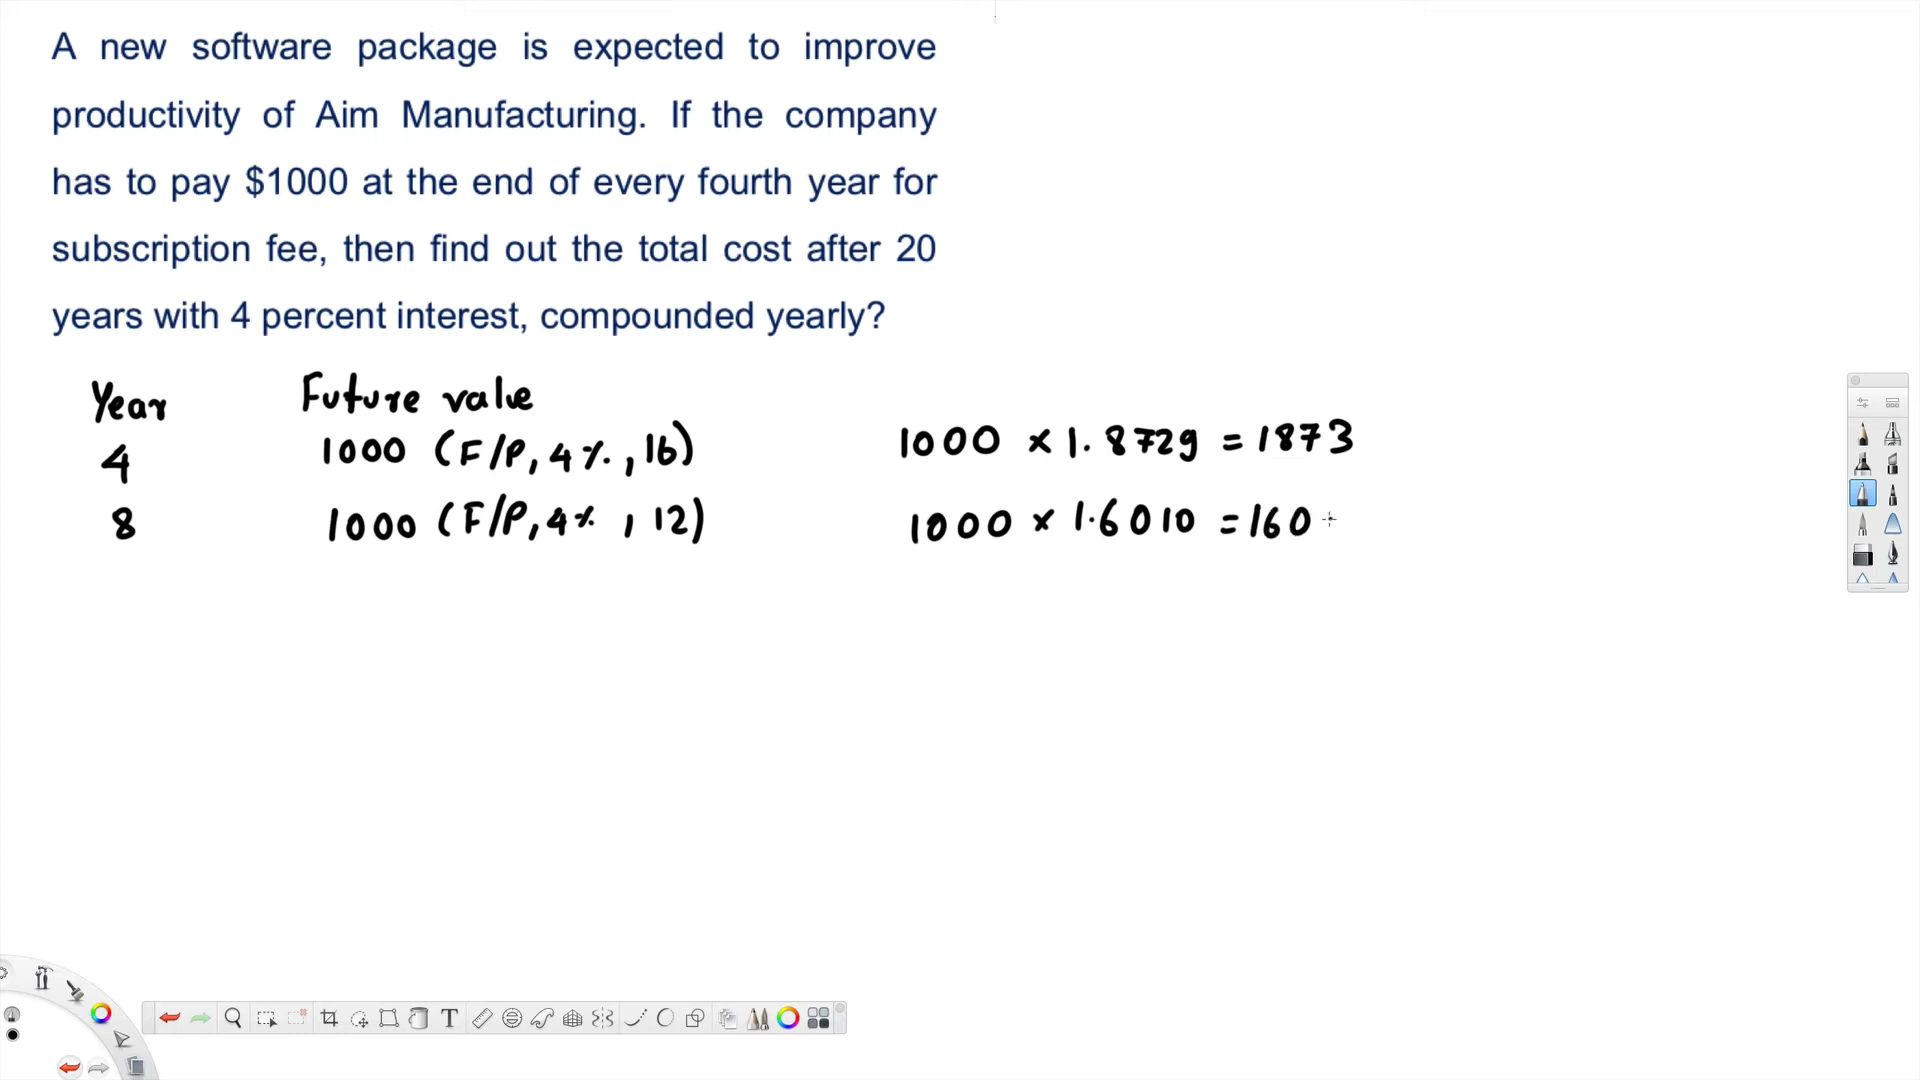 A new software package is expected to improve
productivity of Aim Manufacturing. If the company
has to pay $1000 at the end of every fourth year for
subscription fee, then find out the total cost after 20
years with 4 percent interest, compounded yearly?
Year Future value
4 1000 (F/P, 4%, 16) 1000 × 1.8729 = 1873
8 1000 (F/P, 4%, 12) 1000 × 1.6010 = 160
T